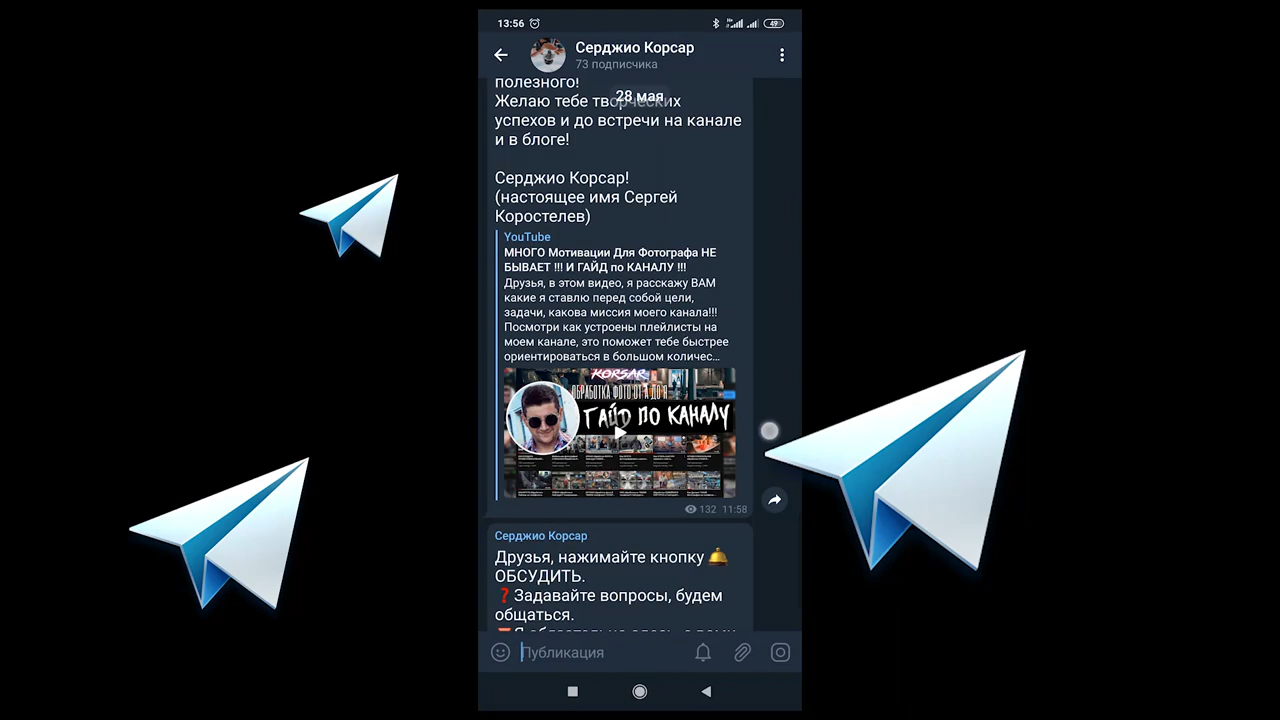 13:56
49
Серджио Корсар
73 подписчика
полезного!
28 мая
Желаю тебе творческих
успехов и до встречи на канале
и в блоге!
Серджио Корсар!
(настоящее имя Сергей
Коростелев)
YouTube
МНОГО Мотивации Для Фотографа НЕ
БЫВАЕТ !!! И ГАЙД по КАНАЛУ !!!
Друзья, в этом видео, я расскажу ВАМ
какие я ставлю перед собой цели,
задачи, какова миссия моего канала!!!
Посмотри как устроены плейлисты на
моем канале, это поможет тебе быстрее
ориентироваться в большом количес...
KORSAR
ОБРАБОТКА ФОТО ОТ А ДО Я
ГАЙД ПО КАНАЛУ
132 11:58
Серджио Корсар
Друзья, нажимайте кнопку 🔔
ОБСУДИТЬ.
❓Задавайте вопросы, будем
общаться.
Публикация